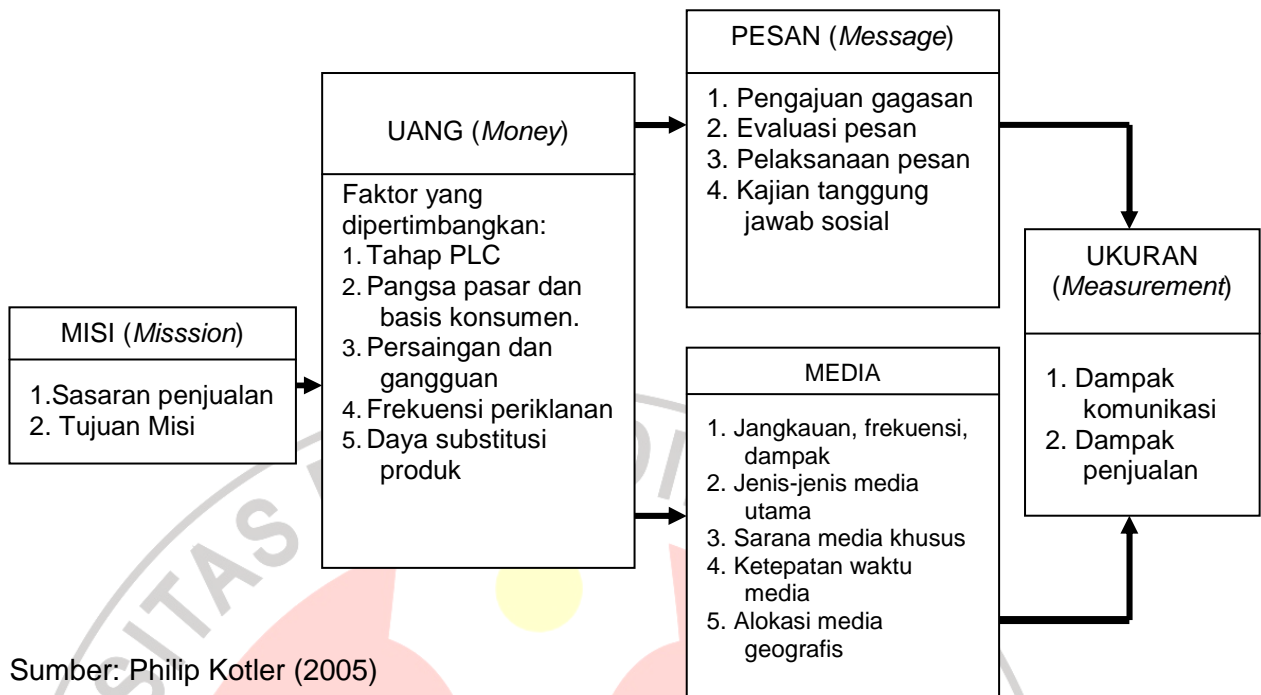 MISI (Misssion)
1.Sasaran penjualan
2. Tujuan Misi
UANG (Money)
Faktor yang
dipertimbangkan:
1. Tahap PLC
2. Pangsa pasar dan
basis konsumen.
3. Persaingan dan
gangguan
4. Frekuensi periklanan
5. Daya substitusi
produk
PESAN (Message)
1. Pengajuan gagasan
2. Evaluasi pesan
3. Pelaksanaan pesan
4. Kajian tanggung
jawab sosial
MEDIA
1. Jangkauan, frekuensi,
dampak
2. Jenis-jenis media
utama
3. Sarana media khusus
4. Ketepatan waktu
media
5. Alokasi media
geografis
UKURAN
(Measurement)
1. Dampak
komunikasi
2. Dampak
penjualan
Sumber: Philip Kotler (2005)